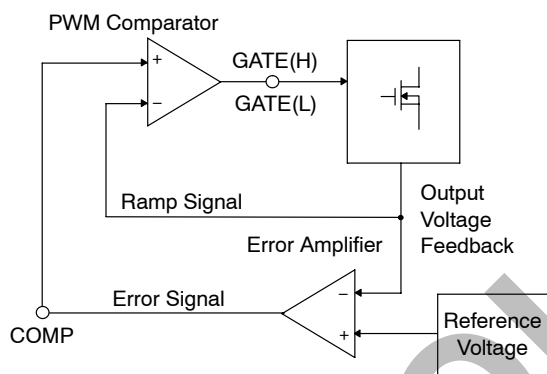 PWM Comparator
+
−
GATE(H)
GATE(L)
Ramp Signal
Output
Voltage
Feedback
Error Amplifier
−
+
Error Signal
COMP
Reference
Voltage